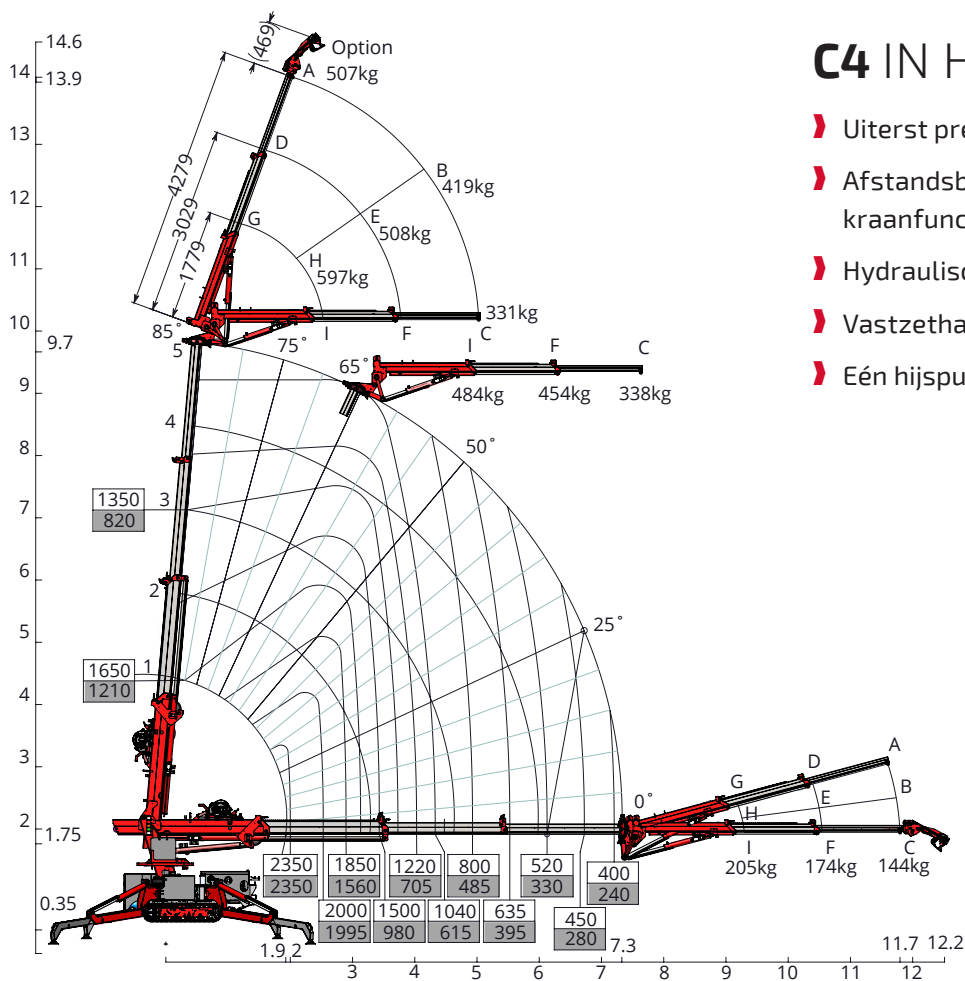 14.6
14
13.9
13
12
11
10
9.7
9
8
7
6
5
4
3
2
1.75
0.35
(469)
Option
A
507kg
4279
3029
1779
D
B
419kg
G
E
508kg
H
597kg
331kg
I
F
C
85°
5
75°
65°
I
F
C
484kg
454kg
338kg
50°
4
1350
3
820
2
25°
1650
1
1210
0°
A
D
G
B
E
H
I
F
C
205kg
174kg
144kg
2350
2350
1850
1560
1220
705
800
485
520
330
400
240
2000
1995
1500
980
1040
615
635
395
450
280
7.3
1.9
2
3
4
5
6
7
8
9
10
11
11.7
12
12.2
C4 IN H
Uiterst pre
Afstandsb
kraanfunc
Hydraulisc
Vastzetha
Eén hijspu